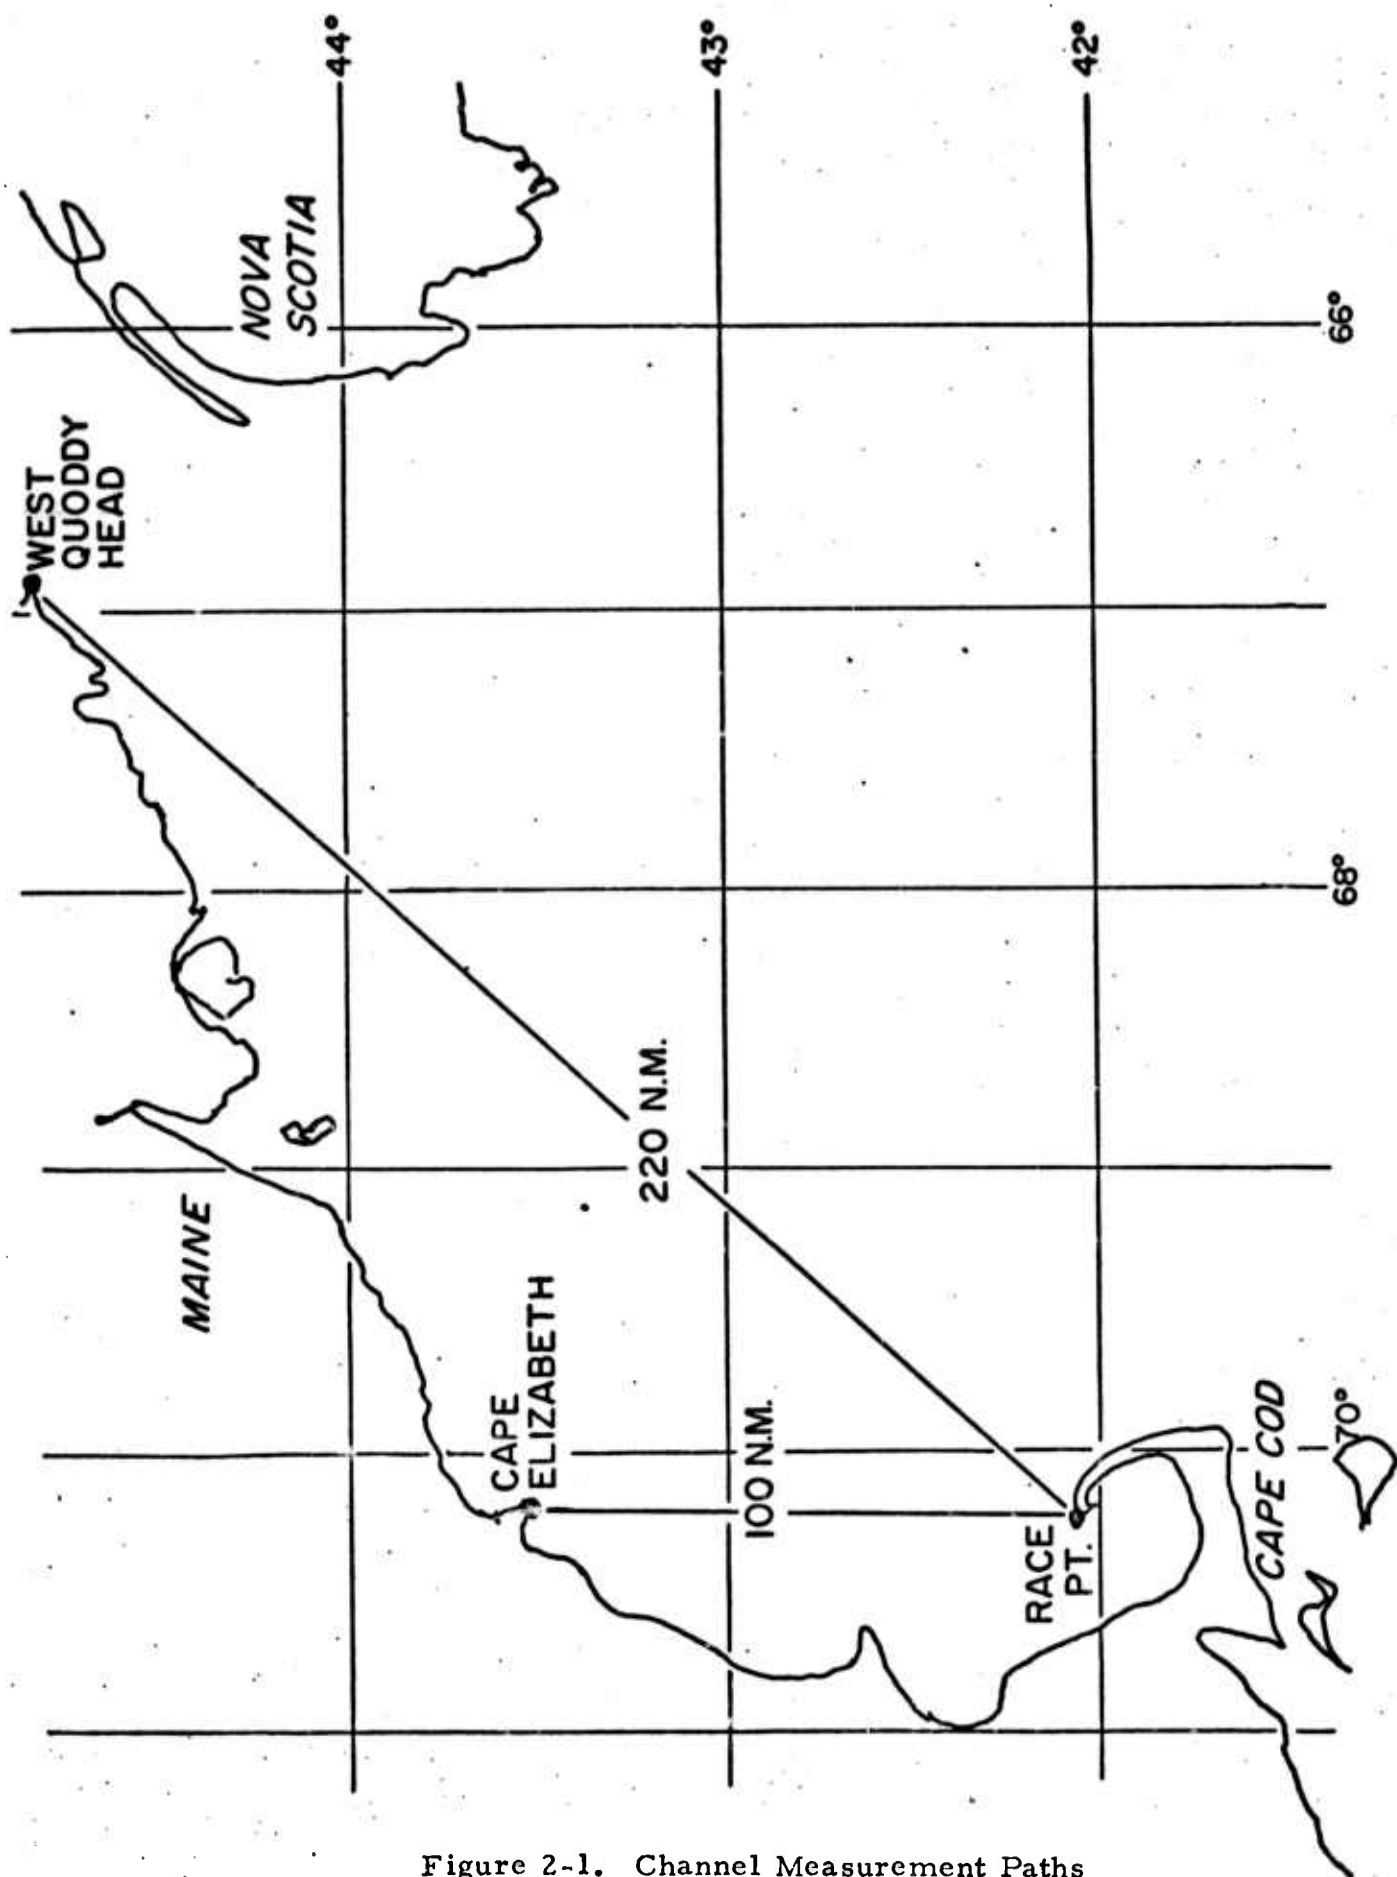 44°
43°
42°
NOVA
SCOTIA
66°
WEST
QUODDY
HEAD
68°
220 N.M.
MAINE
CAPE
ELIZABETH
100 N.M.
70°
CAPE COD
RACE
PT.
Figure 2-1. Channel Measurement Paths